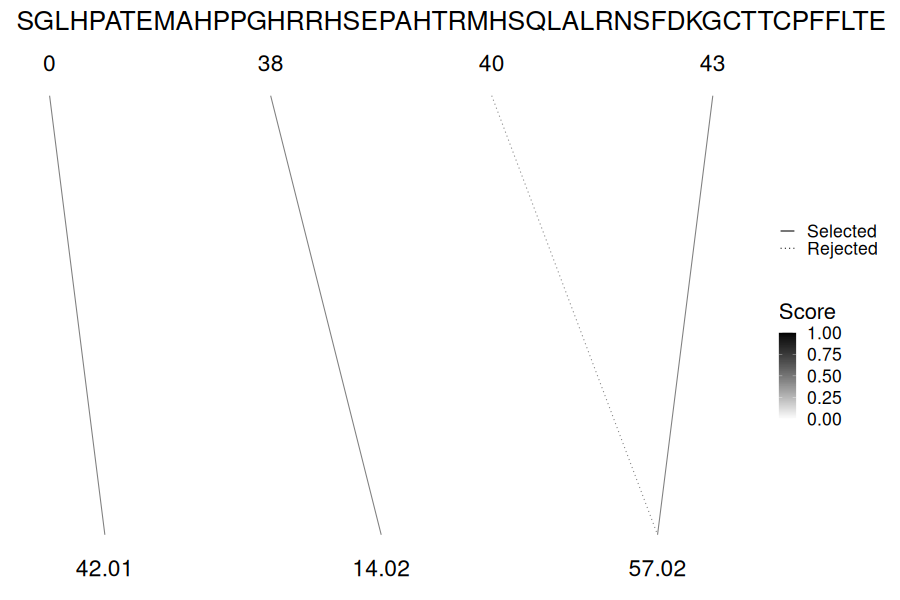 SGLHPATEMAHPPGHRRHSEPAHTRMHSQLALRNSFDKGCTTCPFFLTE
0 38 40 43
Selected
Rejected
Score
1.00
0.75
0.50
0.25
0.00
42.01 14.02 57.02